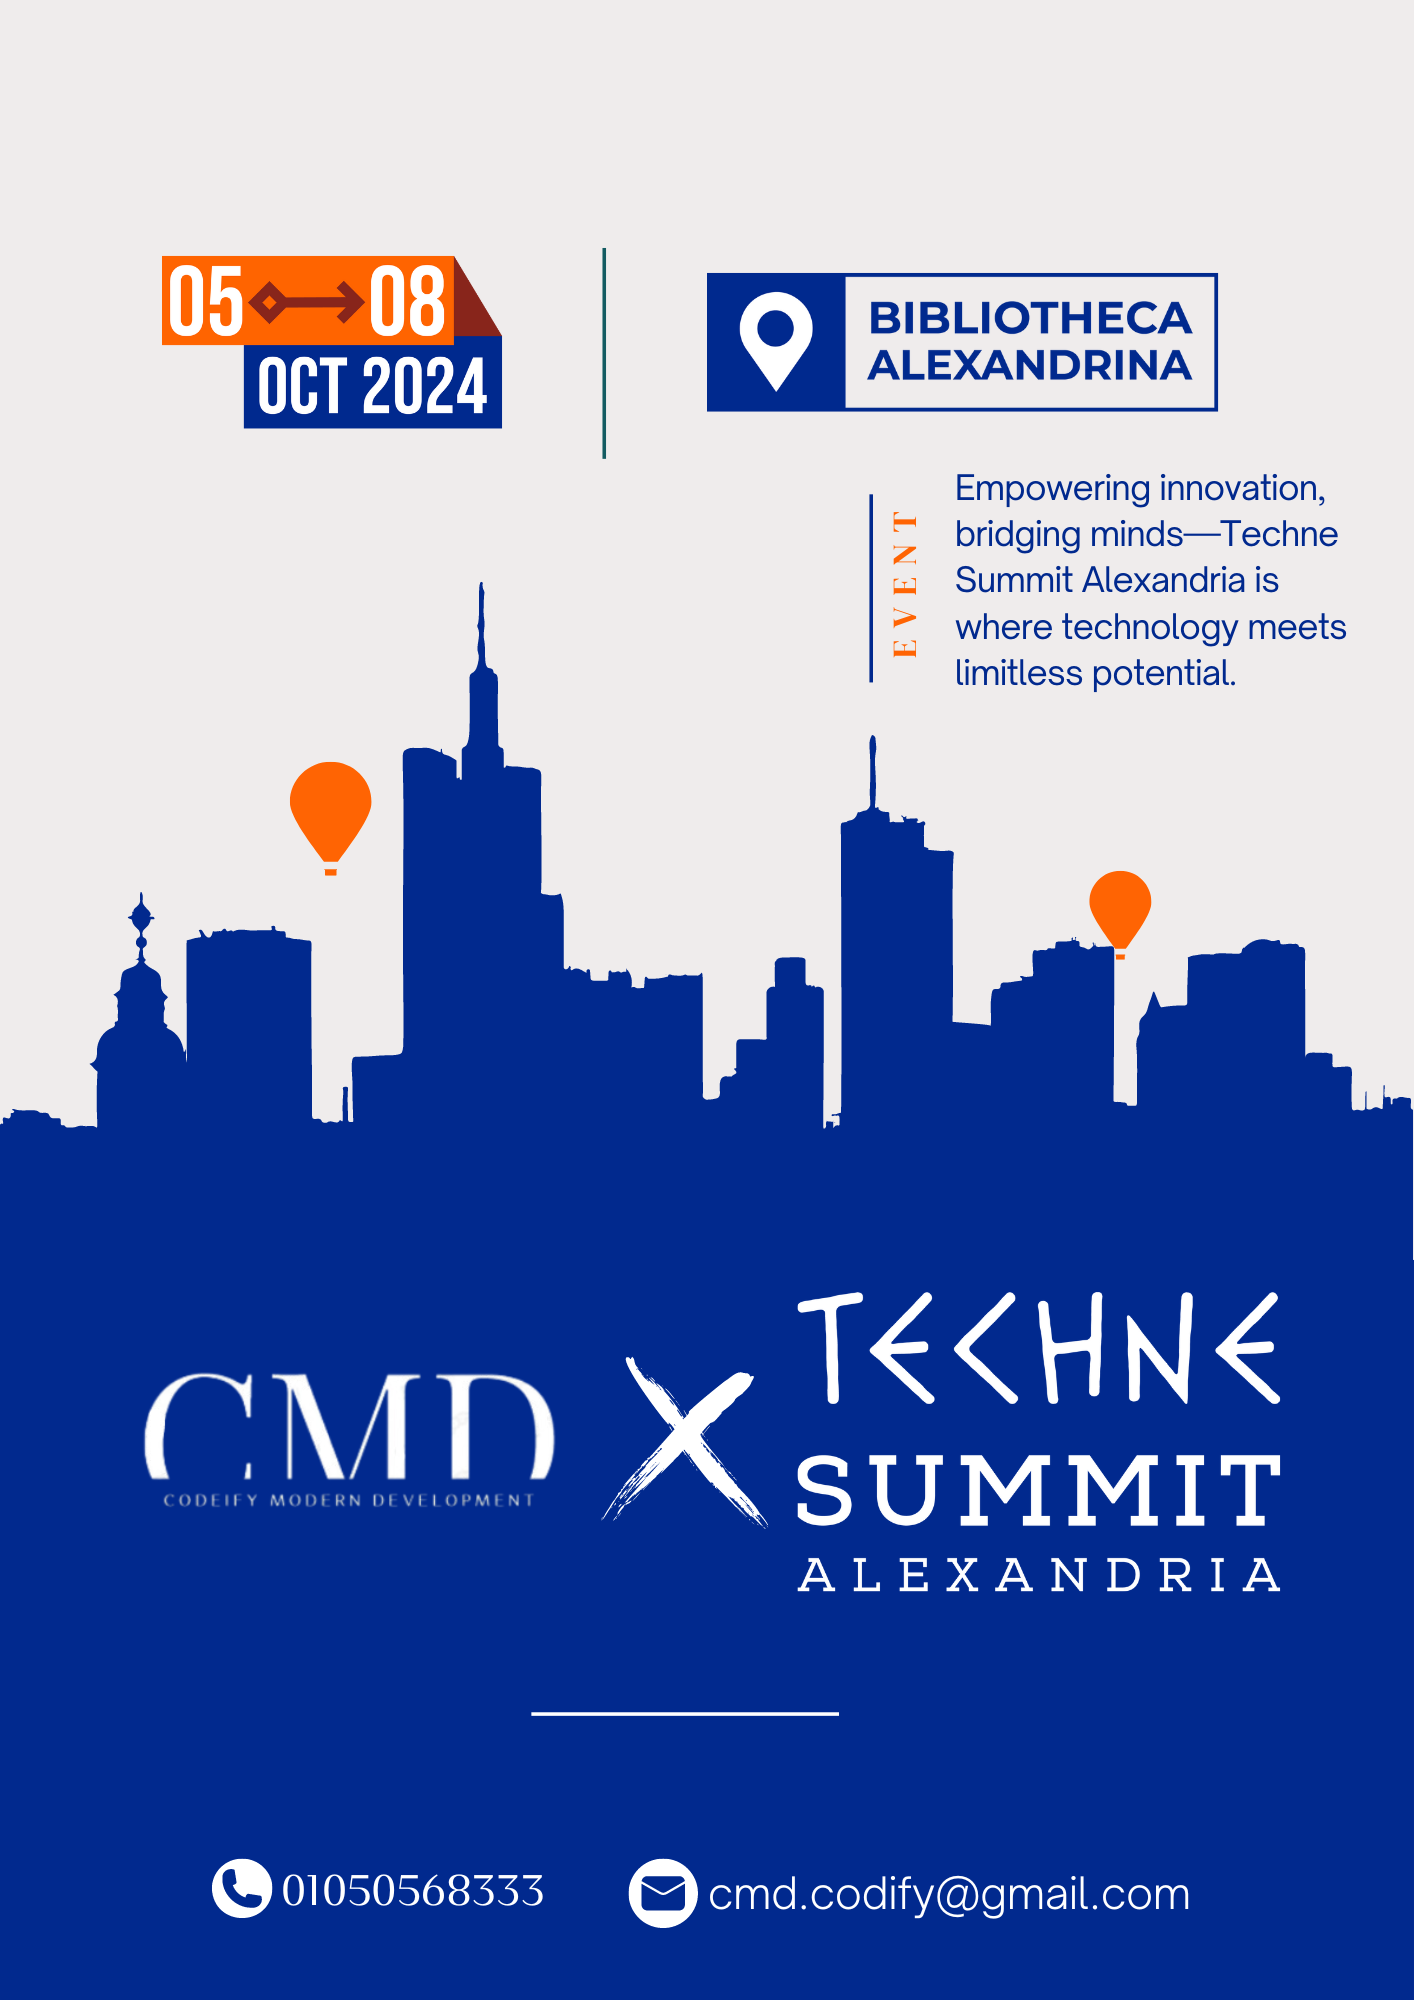 05 08
OCT 2024
BIBLIOTHECA
ALEXANDRINA
EVENT
Empowering innovation,
bridging minds—Techne
Summit Alexandria is
where technology meets
limitless potential.
CMD
CODEIFY MODERN DEVELOPMENT
X
TECHNE
SUMMIT
ALEXANDRIA
01050568333
cmd.codify@gmail.com